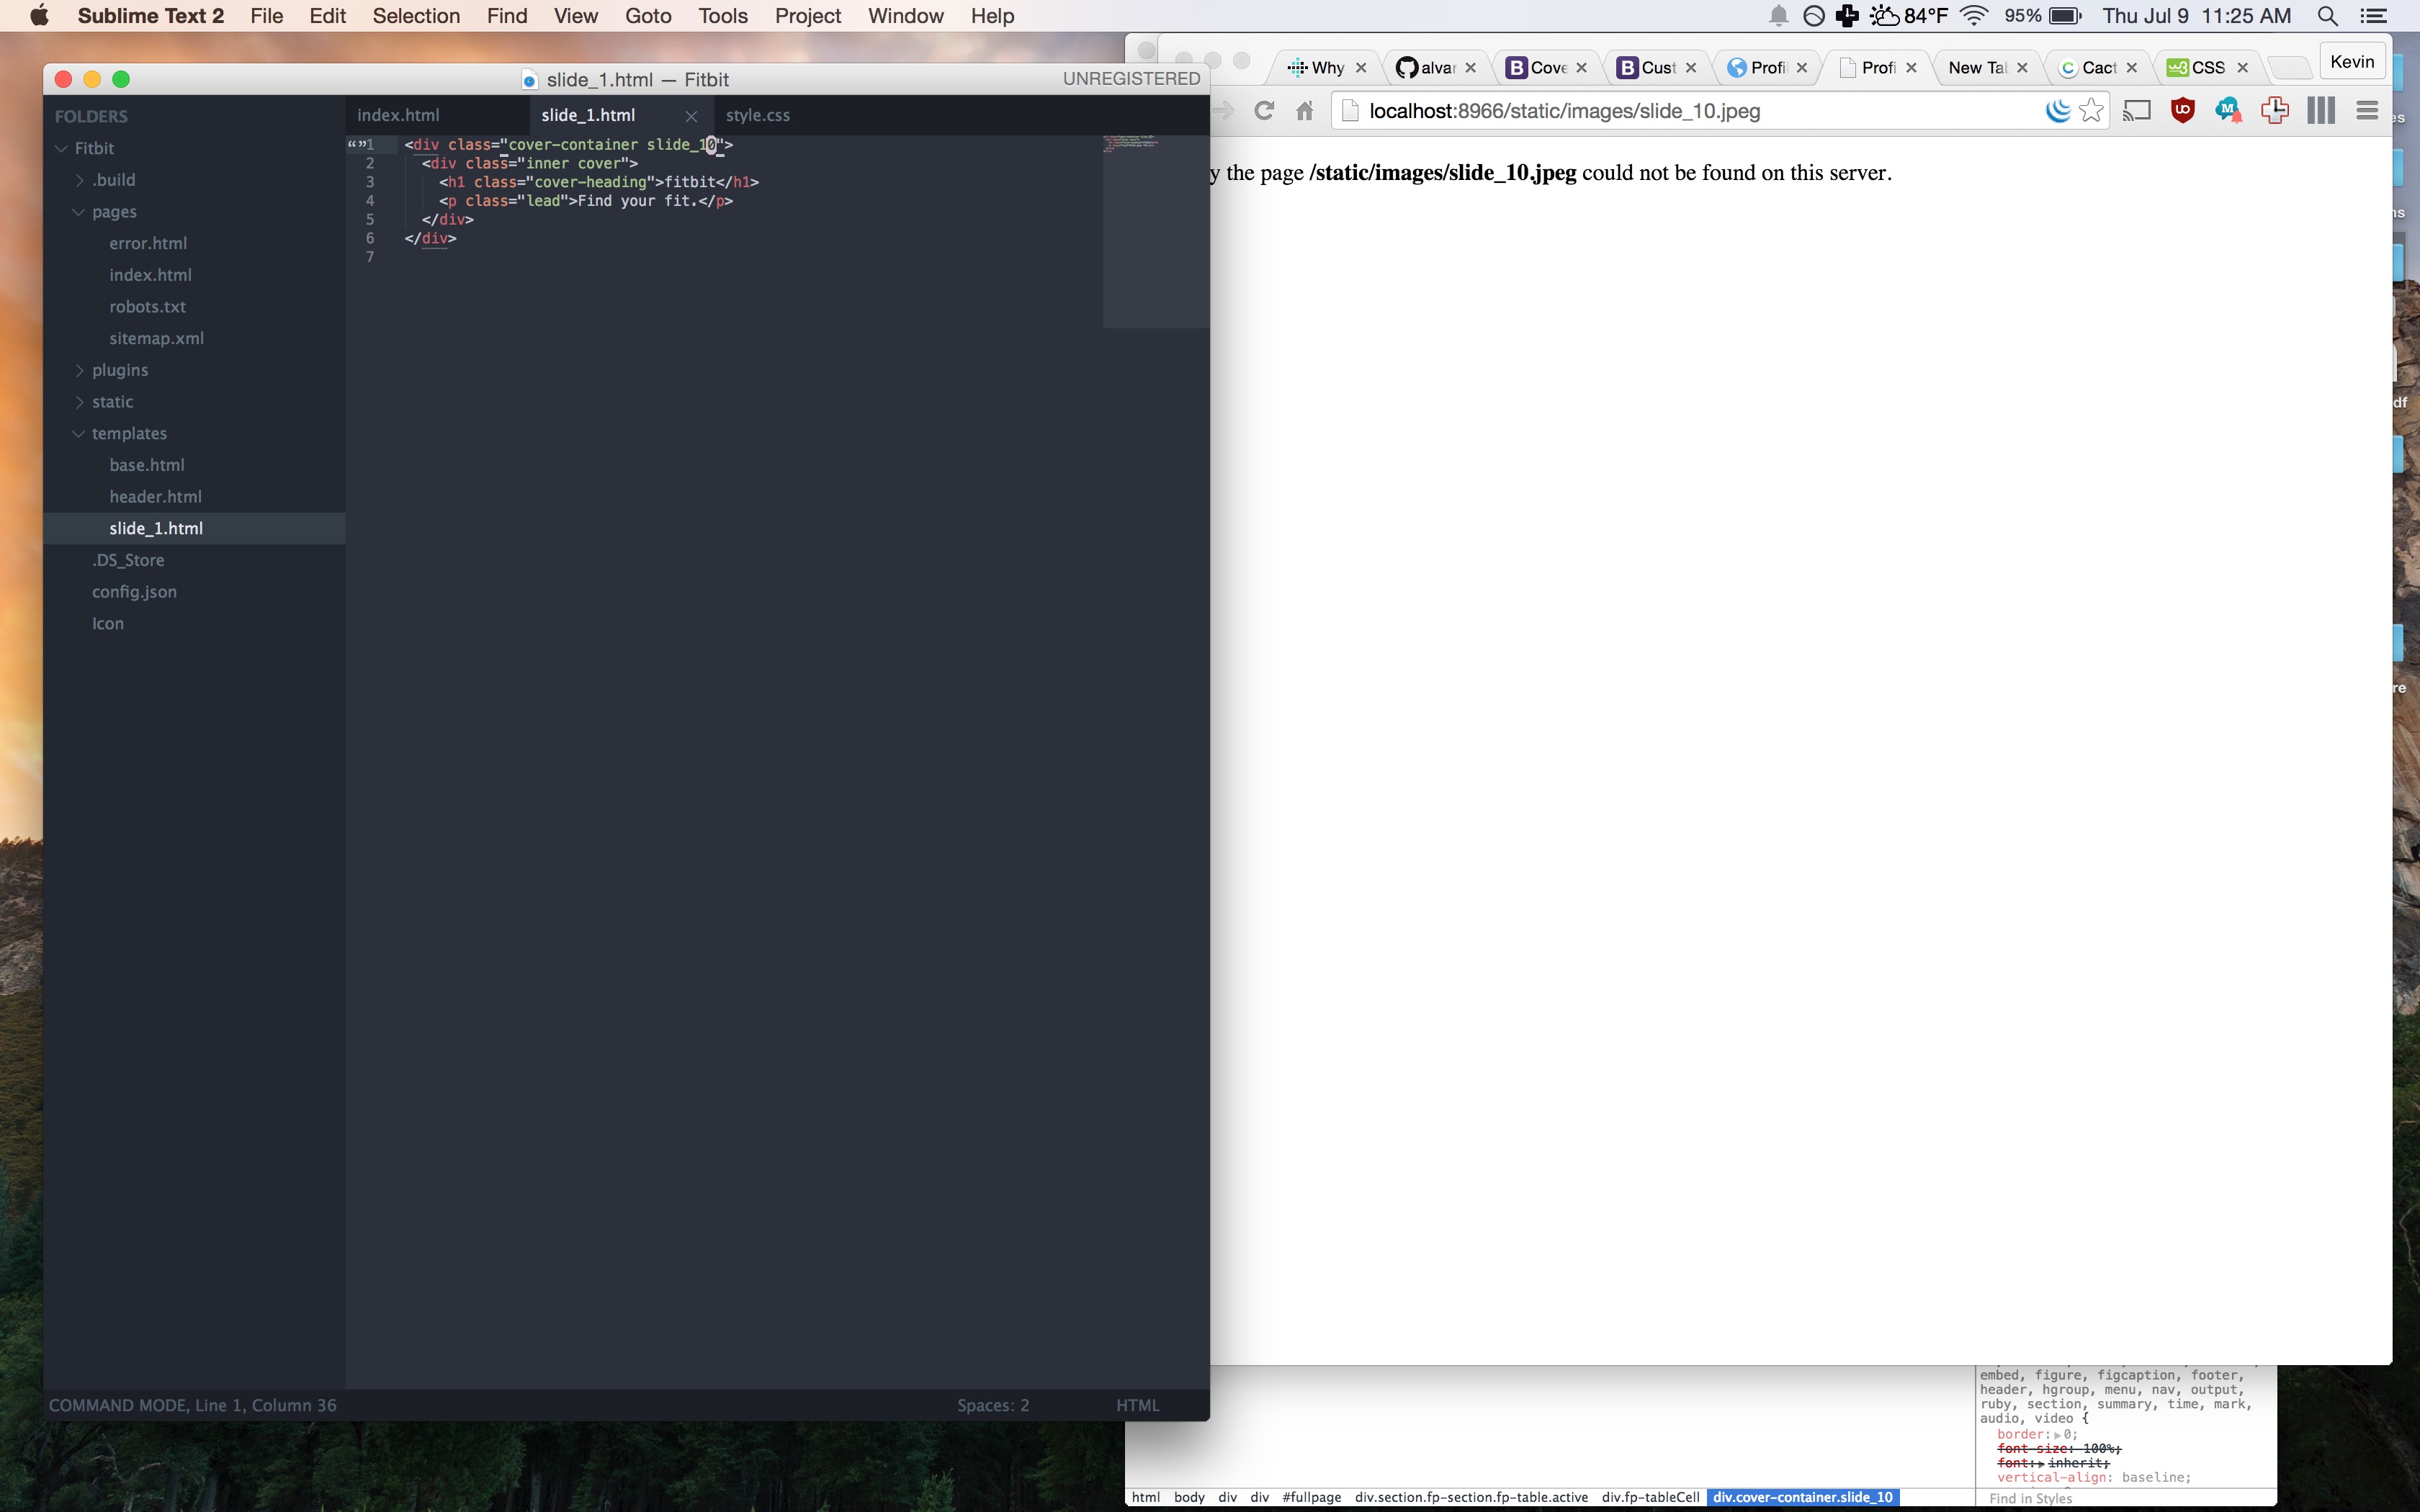 Sublime Text 2 File Edit Selection Find View Goto Tools Project Window Help 84°F 95% Thu Jul 9 11:25 AM
slide_1.html — Fitbit UNREGISTERED
Why alvar Cove Cust Profi Profi New Tal Cact CSS Kevin
localhost:8966/static/images/slide_10.jpeg
y the page /static/images/slide_10.jpeg could not be found on this server.
FOLDERS
Fitbit
.build
pages
error.html
index.html
robots.txt
sitemap.xml
plugins
static
templates
base.html
header.html
slide_1.html
.DS_Store
config.json
Icon
index.html slide_1.html style.css
1 <div class="cover-container slide_10">
2 <div class="inner cover">
3 <h1 class="cover-heading">fitbit</h1>
4 <p class="lead">Find your fit.</p>
5 </div>
6 </div>
7
COMMAND MODE, Line 1, Column 36 Spaces: 2 HTML
es
ns
df
re
embed, figure, figcaption, footer,
header, hgroup, menu, nav, output,
ruby, section, summary, time, mark,
audio, video {
border: 0;
font-size: 100%;
font: inherit;
vertical-align: baseline;
html body div div #fullpage div.section.fp-section.fp-table.active div.fp-tableCell div.cover-container.slide_10
Find in Styles